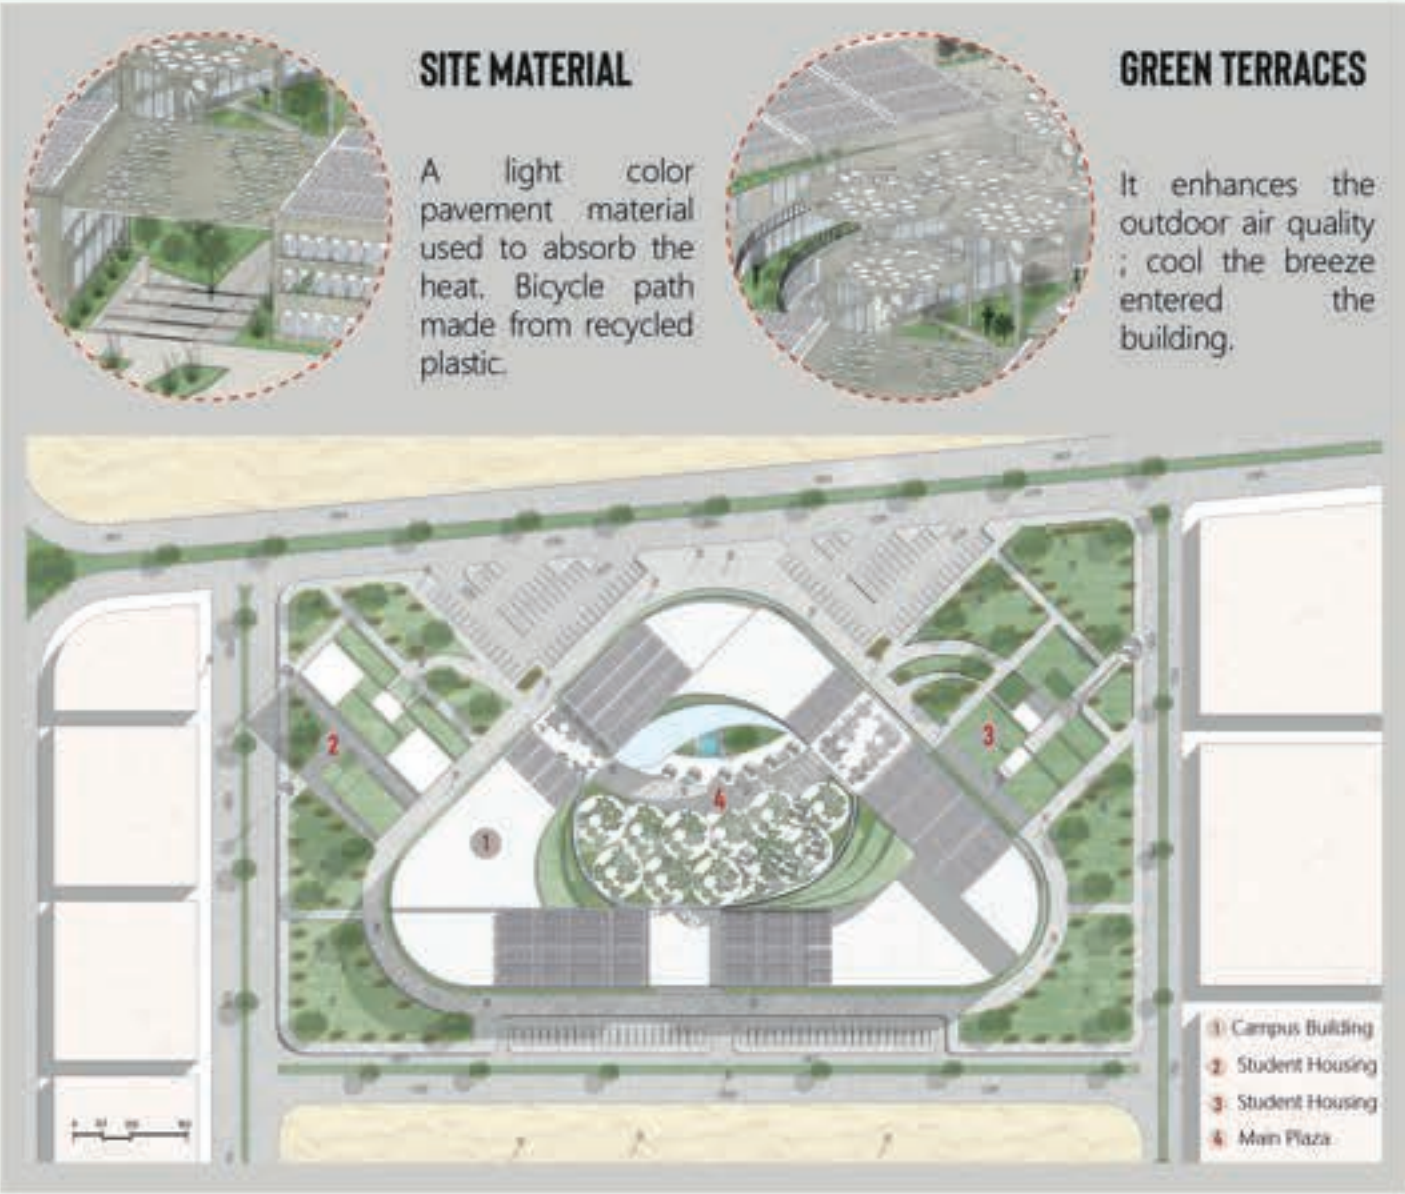 SITE MATERIAL
A light color
pavement material
used to absorb the
heat. Bicycle path
made from recycled
plastic.
GREEN TERRACES
It enhances the
outdoor air quality
; cool the breeze
entered the
building.
2
3
4
1
1 Campus Building
2 Student Housing
3 Student Housing
4 Main Plaza